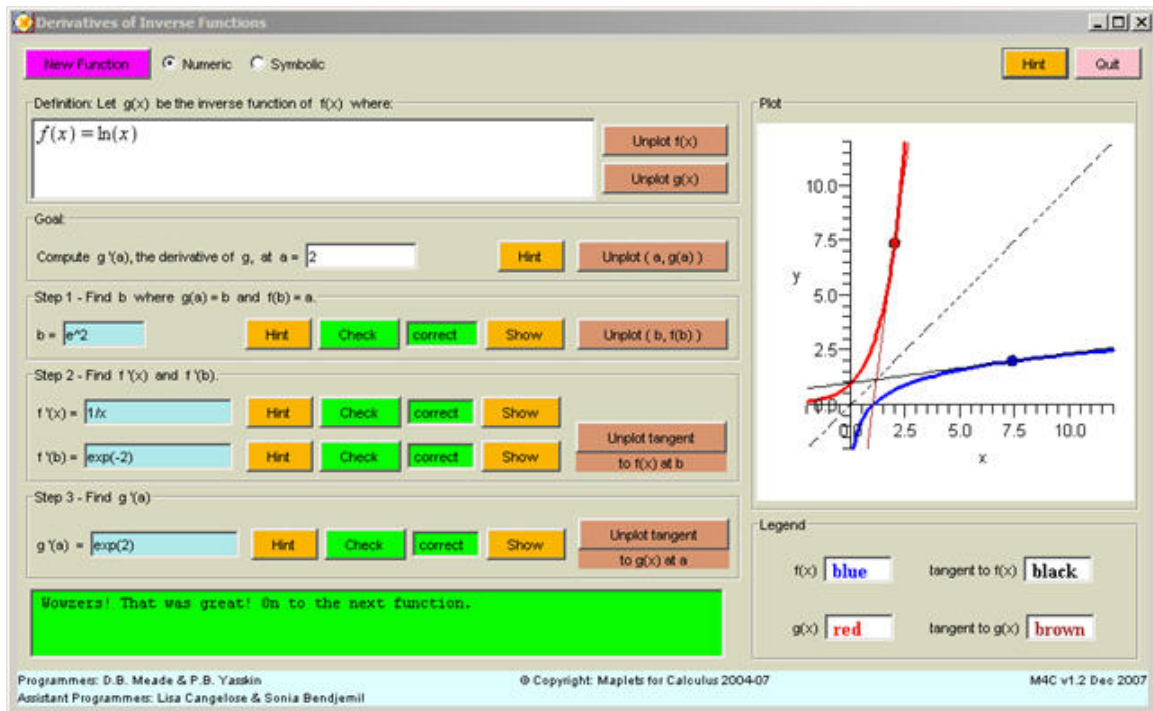 Derivatives of Inverse Functions
New Function Numeric Symbolic Hint Quit
Definition: Let g(x) be the inverse function of f(x) where:
f(x) = ln(x)
Unplot f(x)
Unplot g(x)
Goal:
Compute g '(a), the derivative of g, at a = 2 Hint Unplot ( a, g(a) )
Step 1 - Find b where g(a) = b and f(b) = a.
b = e^2 Hint Check correct Show Unplot ( b, f(b) )
Step 2 - Find f '(x) and f '(b).
f '(x) = 1/x Hint Check correct Show
f '(b) = exp(-2) Hint Check correct Show
Unplot tangent
to f(x) at b
Step 3 - Find g '(a)
g '(a) = exp(2) Hint Check correct Show
Unplot tangent
to g(x) at a
Wowzers! That was great! On to the next function.
Plot
10.0
7.5
y
5.0
2.5
0.0
0.0 2.5 5.0 7.5 10.0
x
Legend
f(x) blue tangent to f(x) black
g(x) red tangent to g(x) brown
Programmers: D.B. Meade & P.B. Yasskin © Copyright: Maplets for Calculus 2004-07 M4C v1.2 Dec 2007
Assistant Programmers: Lisa Cangelose & Sonia Bendjemil